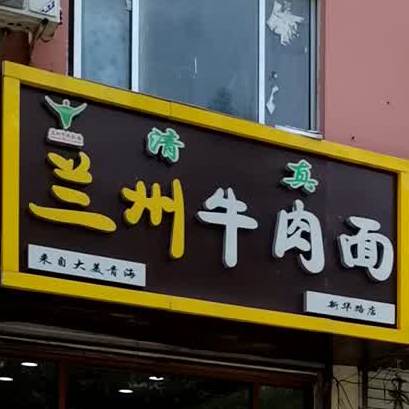 清真
兰州牛肉面
来自大美青海
新华路店